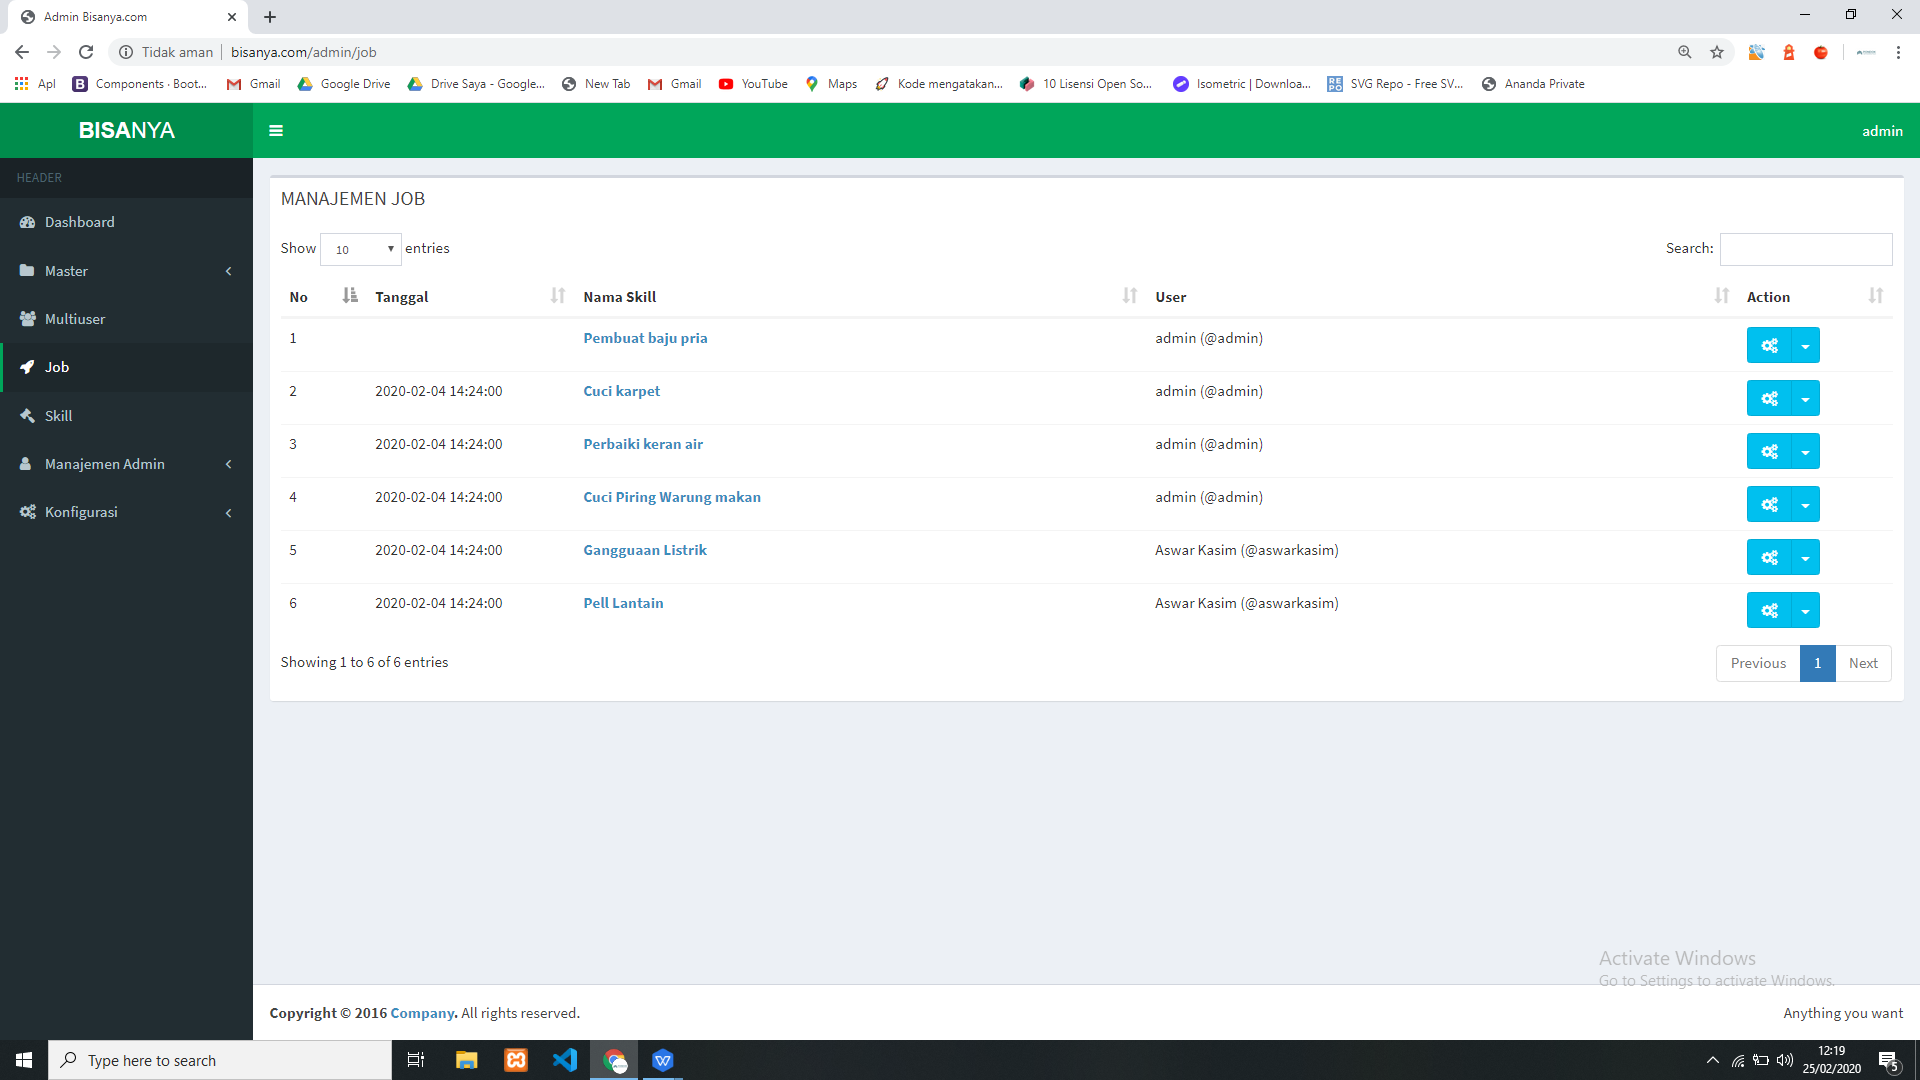 Admin Bisanya.com
Tidak aman | bisanya.com/admin/job
Apl
Components · Boot...
Gmail
Google Drive
Drive Saya - Google...
New Tab
Gmail
YouTube
Maps
Kode mengatakan...
10 Lisensi Open So...
Isometric | Downloa...
SVG Repo - Free SV...
Ananda Private
BISANYA
admin
HEADER
Dashboard
Master
Multiuser
Job
Skill
Manajemen Admin
Konfigurasi
MANAJEMEN JOB
Show 10 entries
Search:
No Tanggal Nama Skill User Action
1 Pembuat baju pria admin (@admin)
2 2020-02-04 14:24:00 Cuci karpet admin (@admin)
3 2020-02-04 14:24:00 Perbaiki keran air admin (@admin)
4 2020-02-04 14:24:00 Cuci Piring Warung makan admin (@admin)
5 2020-02-04 14:24:00 Gangguaan Listrik Aswar Kasim (@aswarkasim)
6 2020-02-04 14:24:00 Pell Lantain Aswar Kasim (@aswarkasim)
Showing 1 to 6 of 6 entries
Previous 1 Next
Activate Windows
Go to Settings to activate Windows.
Copyright © 2016 Company. All rights reserved.
Anything you want
Type here to search
12:19
25/02/2020
5